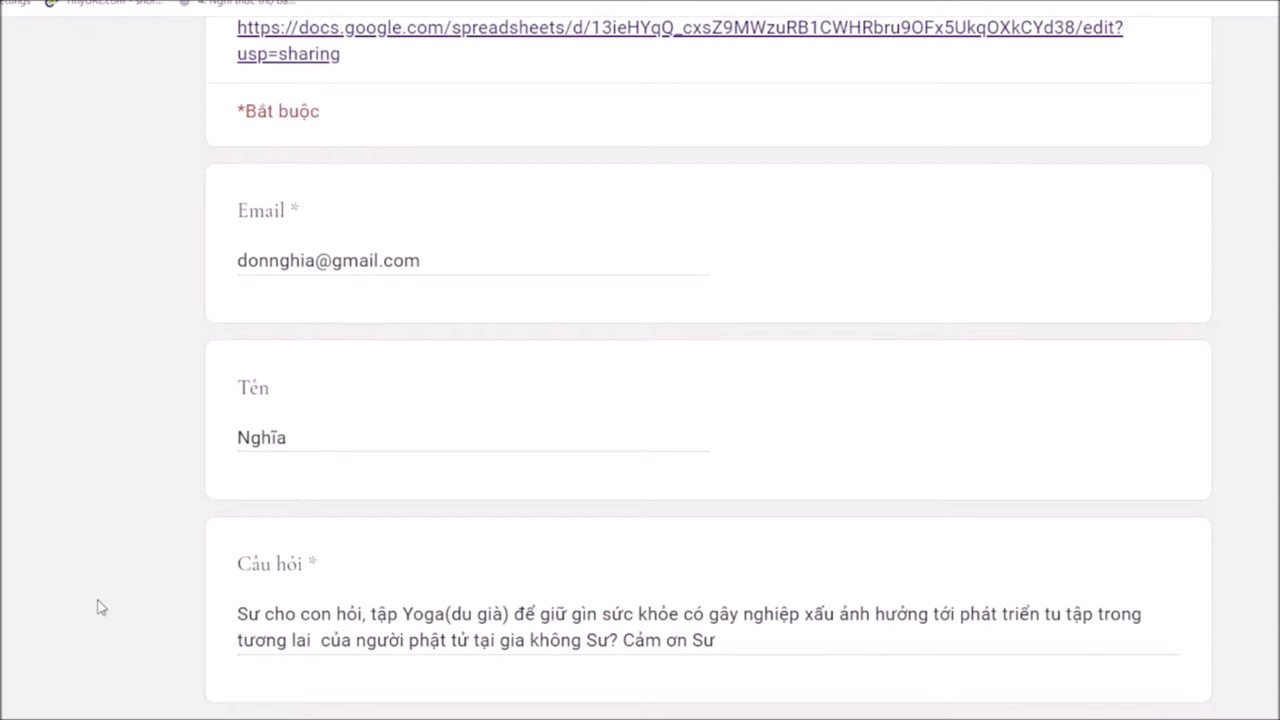 https://docs.google.com/spreadsheets/d/13ieHYqQ_cxsZ9MWzuRB1CWHRbru9OFx5UkqOXkCYd38/edit?
usp=sharing
*Bắt buộc
Email *
donnghia@gmail.com
Tên
Nghĩa
Câu hỏi *
Sư cho con hỏi, tập Yoga(du già) để giữ gìn sức khỏe có gây nghiệp xấu ảnh hưởng tới phát triển tu tập trong
tương lai  của người phật tử tại gia không Sư? Cảm ơn Sư